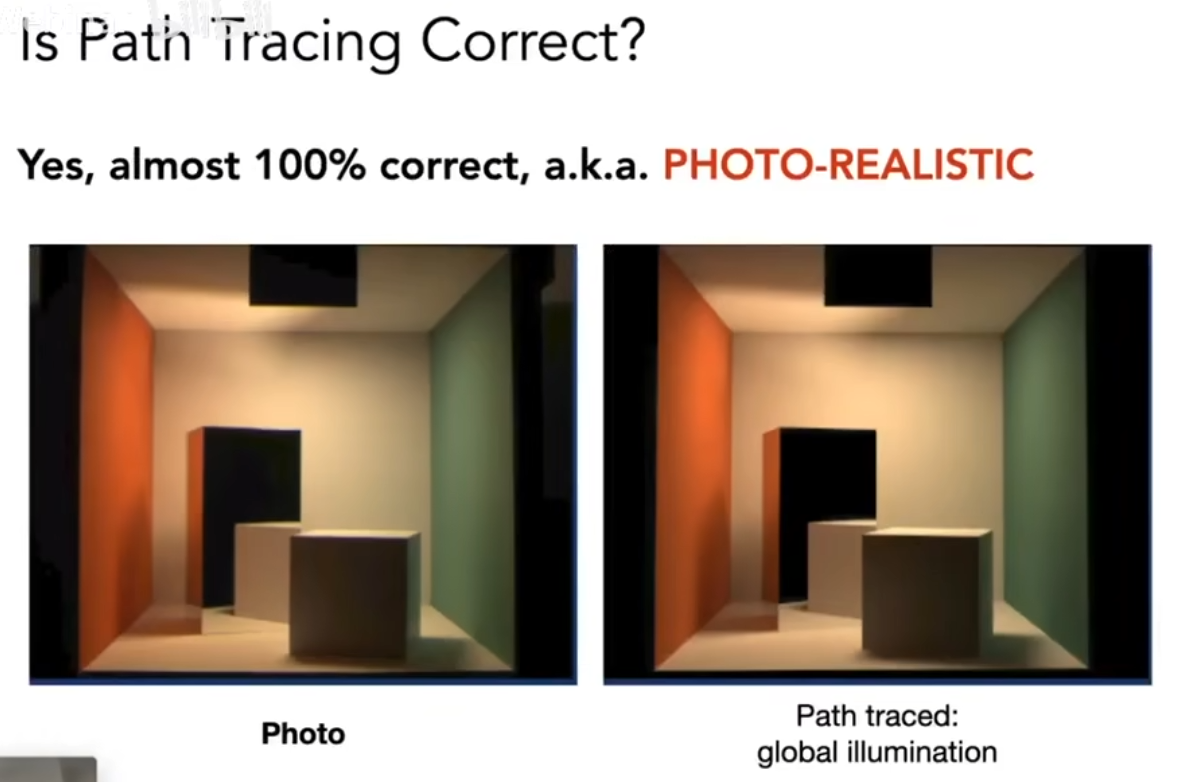 Is Path Tracing Correct?
Yes, almost 100% correct, a.k.a. PHOTO-REALISTIC
Photo
Path traced:
global illumination